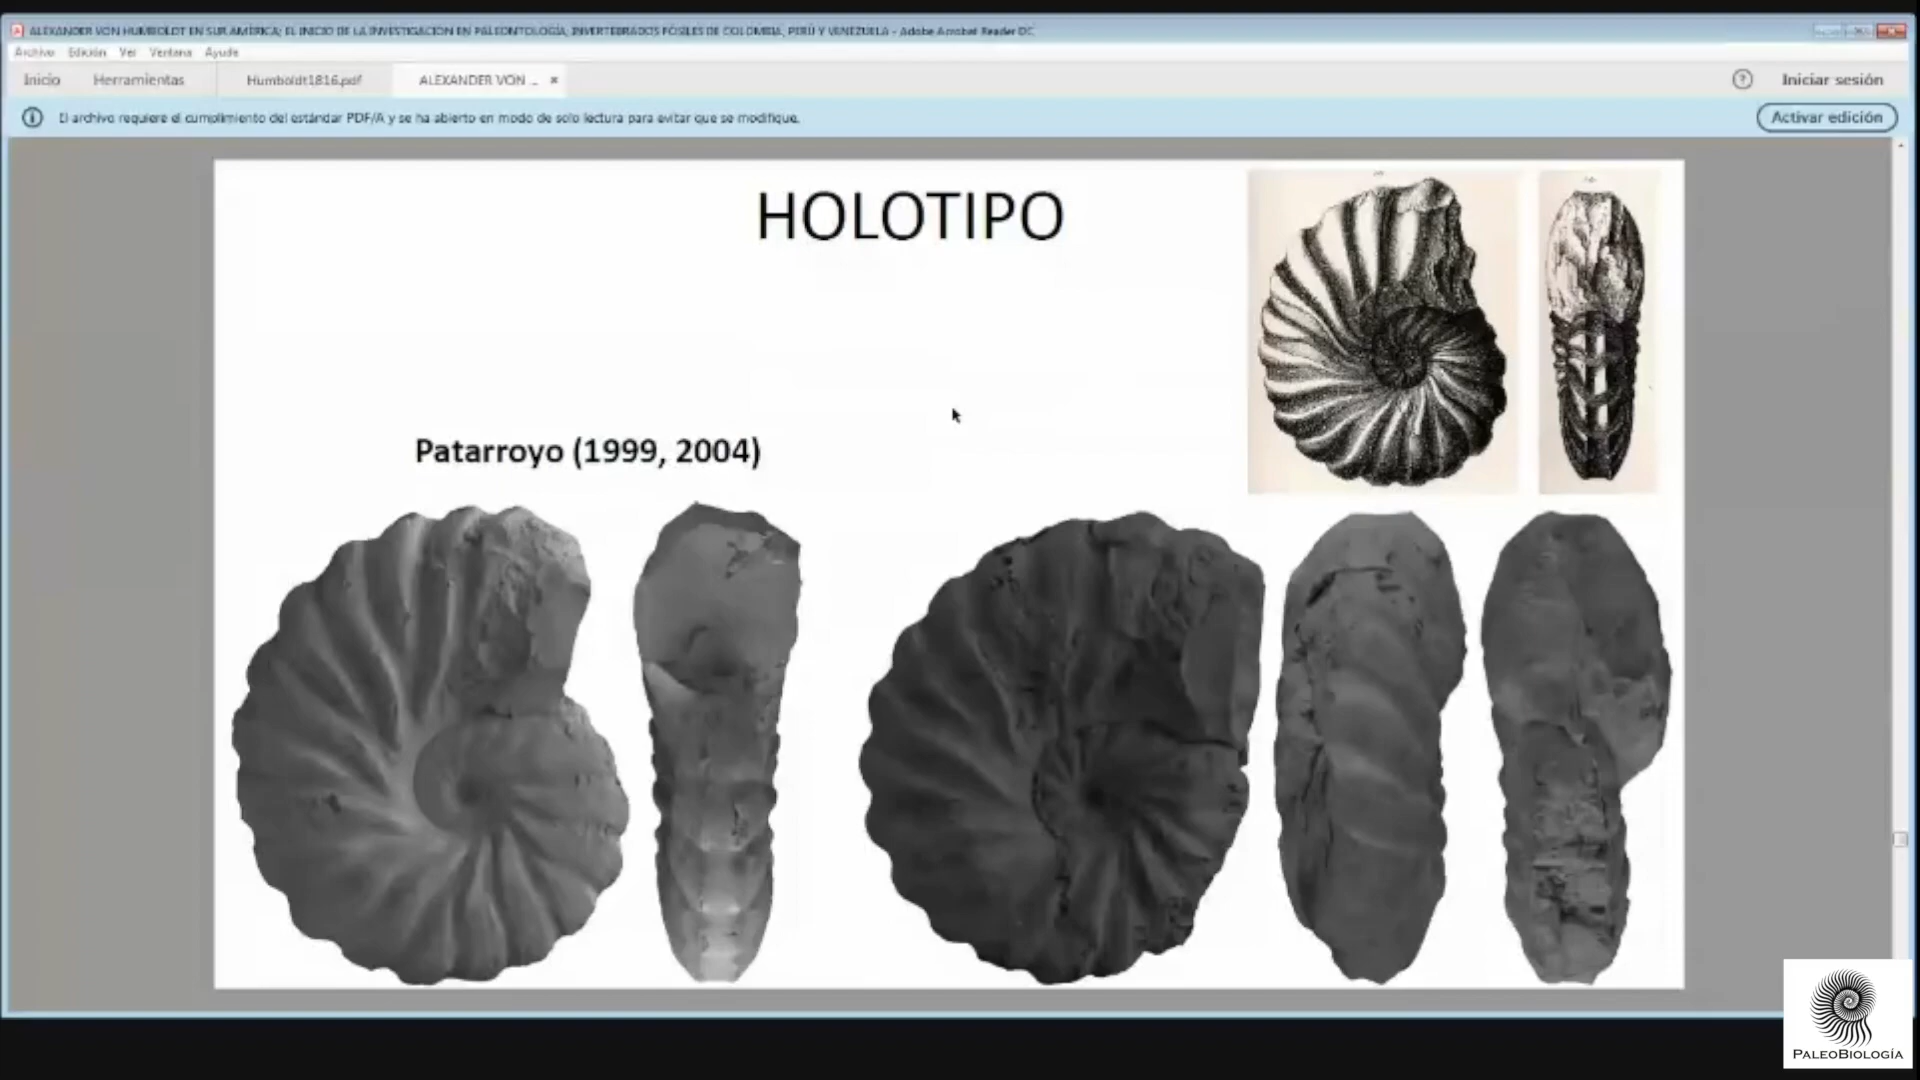 ALEXANDER VON HUMBOLDT EN SUR AMÉRICA; EL INICIO DE LA INVESTIGACIÓN EN PALEONTOLOGÍA, INVERTEBRADOS FÓSILES DE COLOMBIA, PERÚ Y VENEZUELA - Adobe Acrobat Reader DC
Archivo Edición Ver Ventana Ayuda
Inicio Herramientas Humboldt1816.pdf ALEXANDER VON ... × ? Iniciar sesión
El archivo requiere el cumplimiento del estándar PDF/A y se ha abierto en modo de solo lectura para evitar que se modifique. Activar edición
HOLOTIPO
Patarroyo (1999, 2004)
PALEOBIOLOGÍA